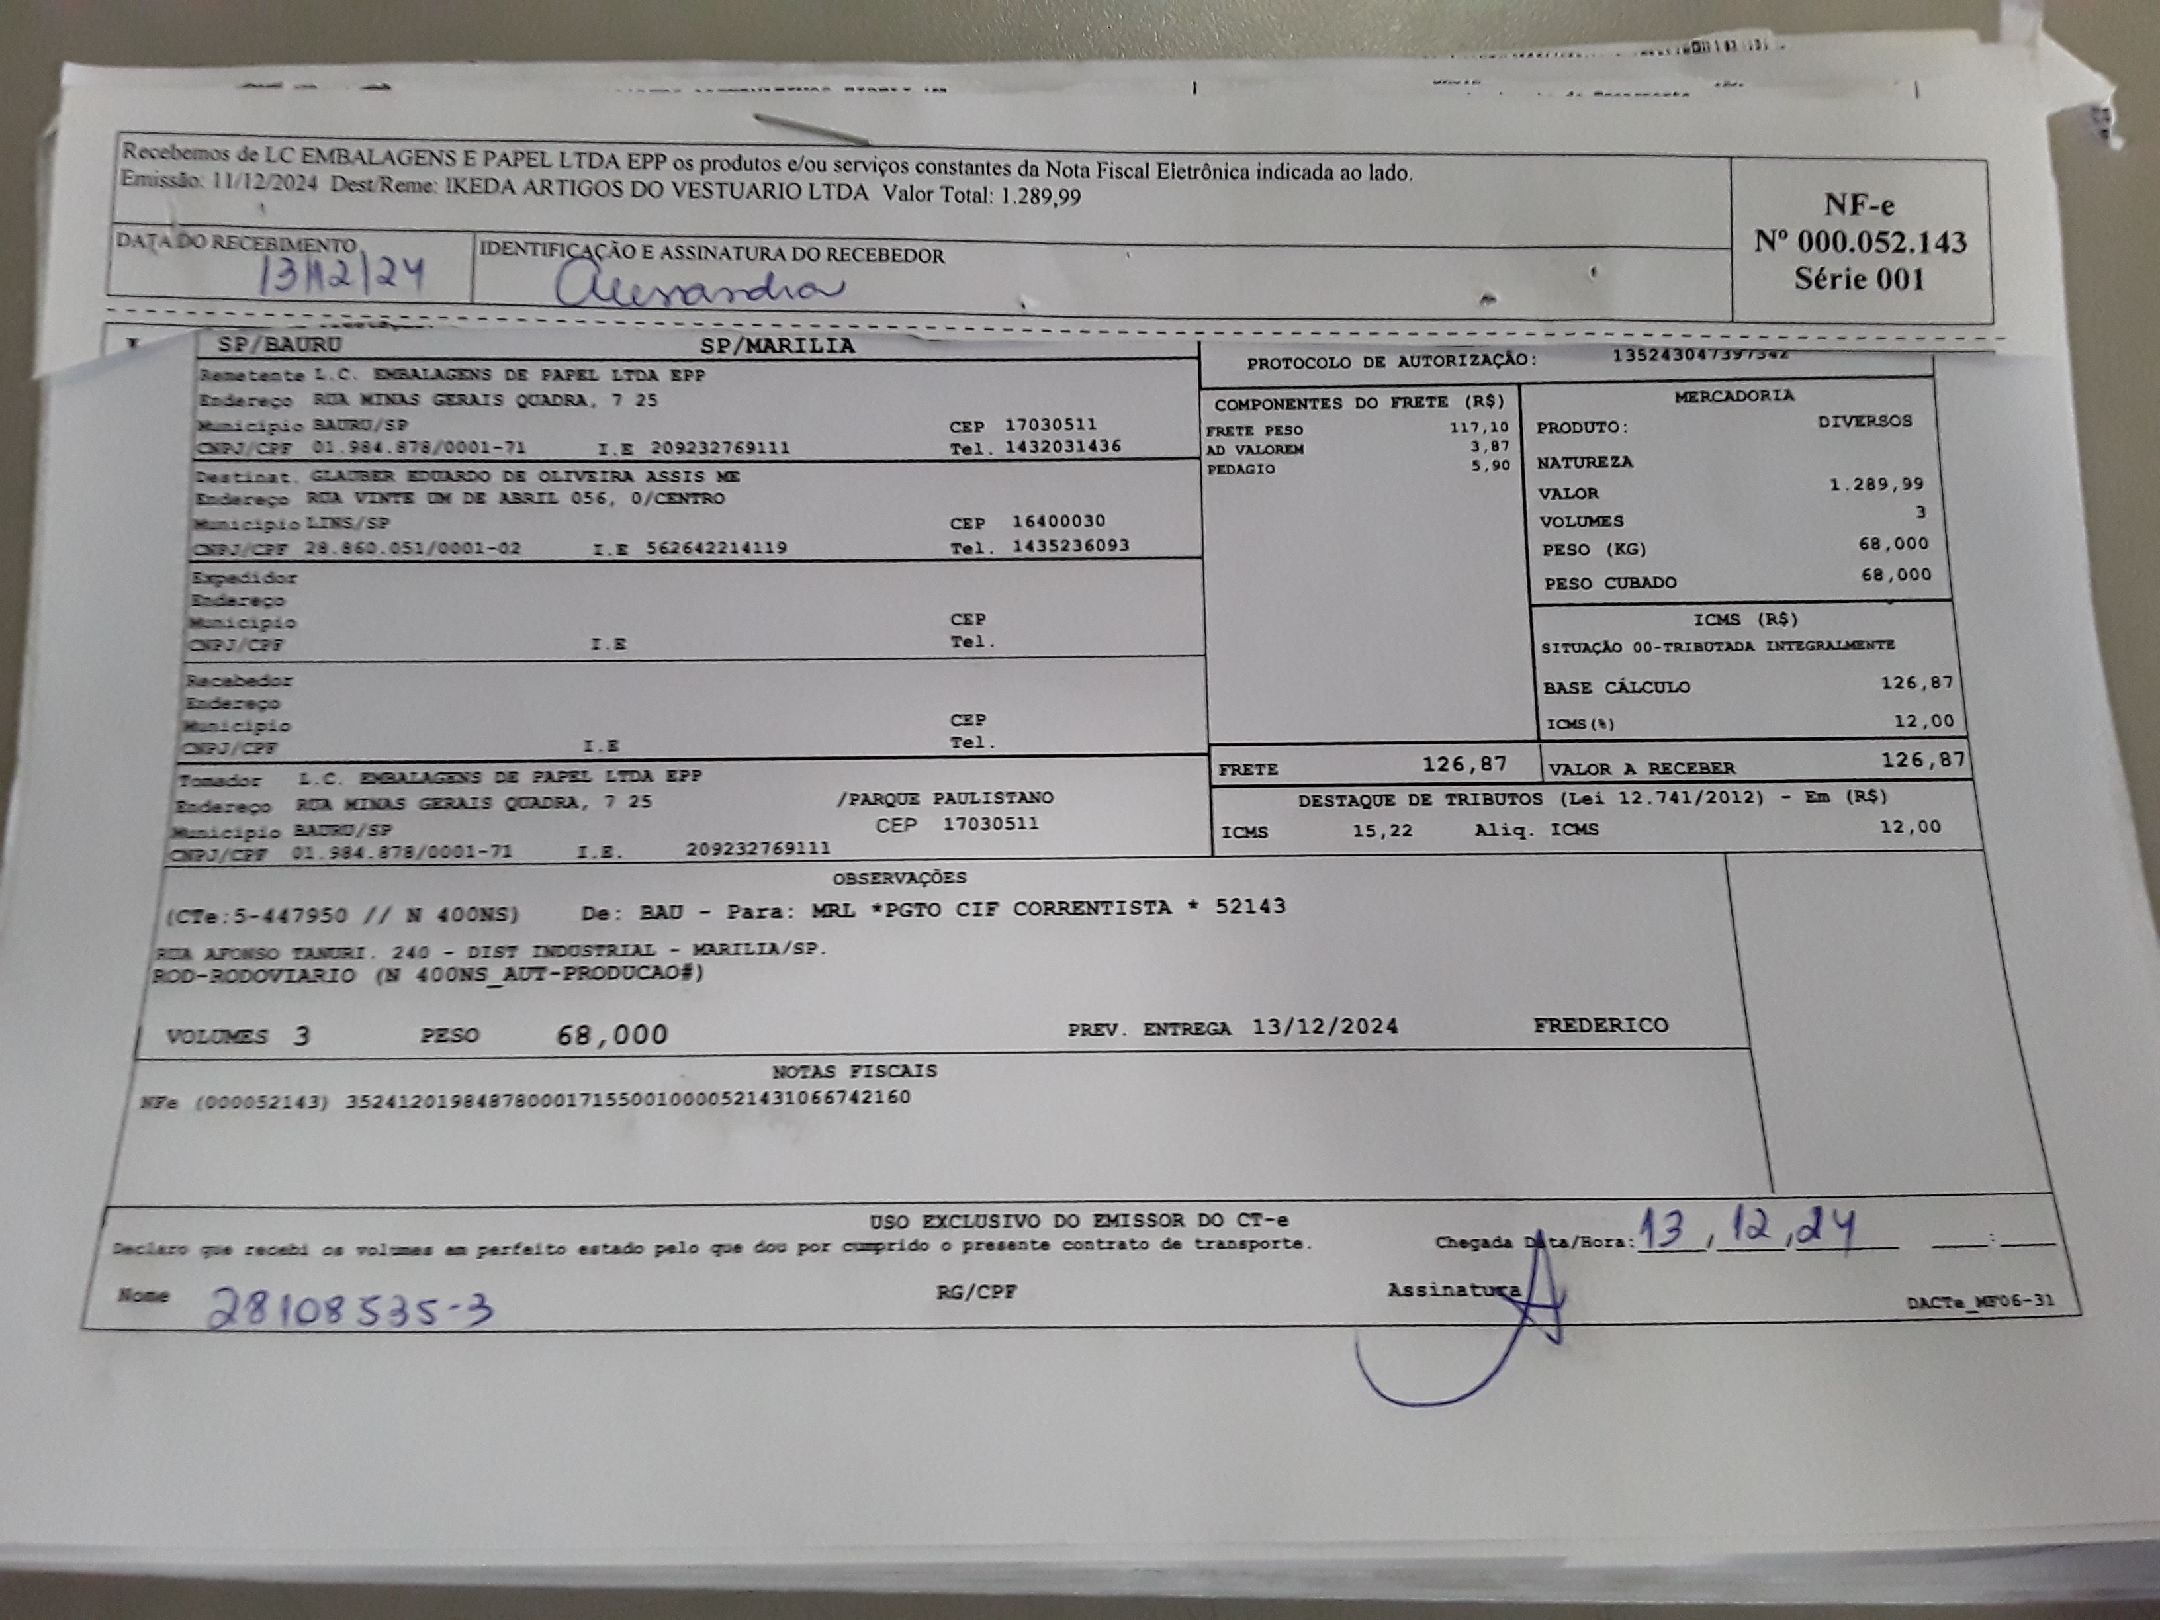 Recebemos de LC EMBALAGENS E PAPEL LTDA EPP os produtos e/ou serviços constantes da Nota Fiscal Eletrônica indicada ao lado.
Emissão: 11/12/2024 Dest/Reme: IKEDA ARTIGOS DO VESTUARIO LTDA Valor Total: 1.289,99
NF-e
Nº 000.052.143
Série 001
DATA DO RECEBIMENTO
13/12/24
IDENTIFICAÇÃO E ASSINATURA DO RECEBEDOR
Alessandra
SP/BAURU SP/MARILIA
Remetente L.C. EMBALAGENS DE PAPEL LTDA EPP
Endereço RUA MINAS GERAIS QUADRA, 7 25
Município BAURU/SP CEP 17030511
CNPJ/CPF 01.984.878/0001-71 I.E 209232769111 Tel. 1432031436
Destinat. GLAUBER EDUARDO DE OLIVEIRA ASSIS ME
Endereço RUA VINTE UM DE ABRIL 056, 0/CENTRO
Município LINS/SP CEP 16400030
CNPJ/CPF 28.860.051/0001-02 I.E 562642214119 Tel. 1435236093
Expedidor
Endereço
Município CEP
CNPJ/CPF I.E Tel.
Recebedor
Endereço
Município CEP
CNPJ/CPF I.E Tel.
Tomador L.C. EMBALAGENS DE PAPEL LTDA EPP
Endereço RUA MINAS GERAIS QUADRA, 7 25 /PARQUE PAULISTANO
Município BAURU/SP CEP 17030511
CNPJ/CPF 01.984.878/0001-71 I.E. 209232769111
PROTOCOLO DE AUTORIZAÇÃO: 135243047397342
COMPONENTES DO FRETE (R$)
FRETE PESO 117,10
AD VALOREM 3,87
PEDAGIO 5,90
MERCADORIA
PRODUTO: DIVERSOS
NATUREZA
VALOR 1.289,99
VOLUMES 3
PESO (KG) 68,000
PESO CUBADO 68,000
ICMS (R$)
SITUAÇÃO 00-TRIBUTADA INTEGRALMENTE
BASE CÁLCULO 126,87
ICMS(%) 12,00
FRETE 126,87 VALOR A RECEBER 126,87
DESTAQUE DE TRIBUTOS (Lei 12.741/2012) - Em (R$)
ICMS 15,22 Aliq. ICMS 12,00
OBSERVAÇÕES
(CTe:5-447950 // N 400NS) De: BAU - Para: MRL *PGTO CIF CORRENTISTA * 52143
RUA AFONSO TANURI. 240 - DIST INDUSTRIAL - MARILIA/SP.
ROD-RODOVIARIO (N 400NS_AUT-PRODUCAO#)
VOLUMES 3 PESO 68,000 PREV. ENTREGA 13/12/2024 FREDERICO
NOTAS FISCAIS
NFe (000052143) 35241201984878000171550010000521431066742160
USO EXCLUSIVO DO EMISSOR DO CT-e
Declaro que recebi os volumes em perfeito estado pelo que dou por cumprido o presente contrato de transporte. Chegada Data/Hora: 13, 12, 24 :
Nome 28108535-3 RG/CPF Assinatura
DACTe_MF06-31